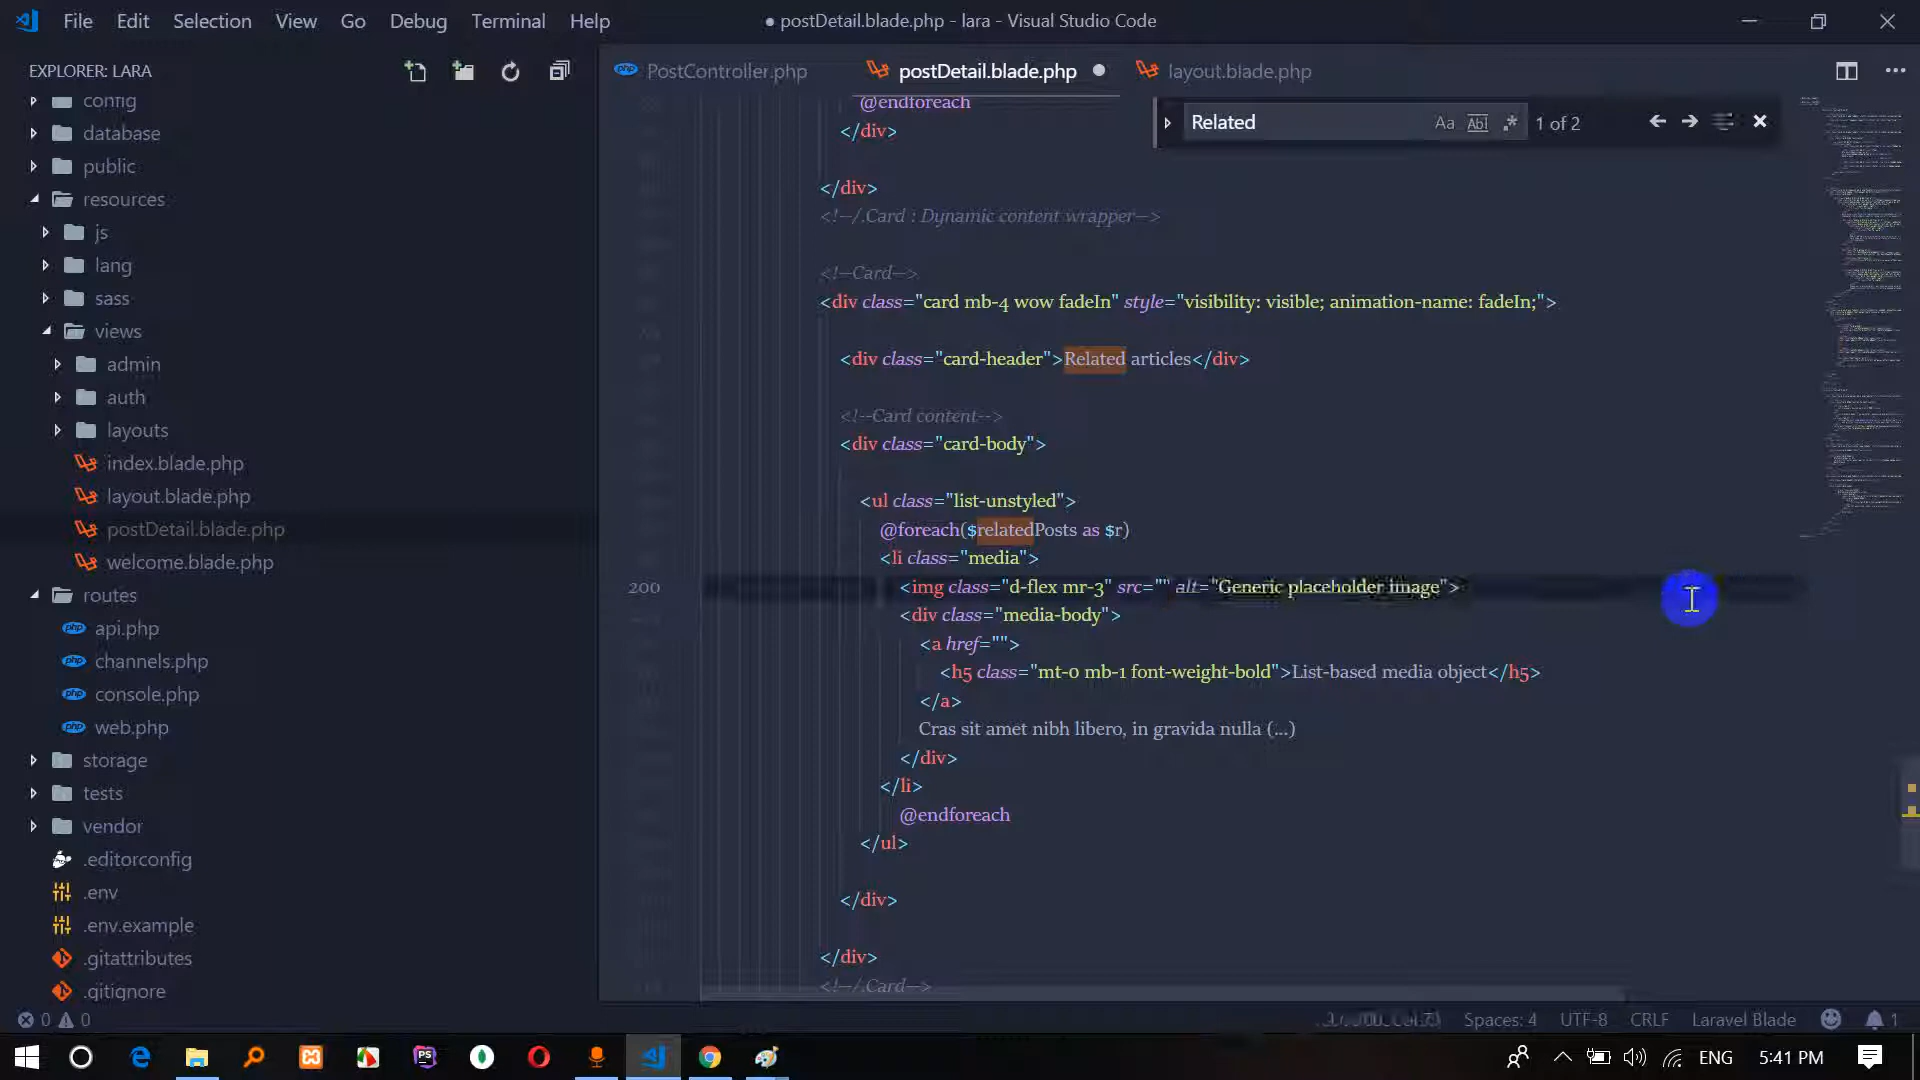 File Edit Selection View Go Debug Terminal Help
● postDetail.blade.php - lara - Visual Studio Code
EXPLORER: LARA
config
database
public
resources
js
lang
sass
views
admin
auth
layouts
index.blade.php
layout.blade.php
postDetail.blade.php
welcome.blade.php
routes
api.php
channels.php
console.php
web.php
storage
tests
vendor
.editorconfig
.env
.env.example
.gitattributes
.gitignore
php PostController.php
postDetail.blade.php
layout.blade.php
Related Aa Abl .* 1 of 2
@endforeach
</div>
</div>
<!--/.Card : Dynamic content wrapper-->
<!--Card-->
<div class="card mb-4 wow fadeIn" style="visibility: visible; animation-name: fadeIn;">
<div class="card-header">Related articles</div>
<!--Card content-->
<div class="card-body">
<ul class="list-unstyled">
@foreach($relatedPosts as $r)
<li class="media">
200 <img class="d-flex mr-3" src="" alt="Generic placeholder image">
<div class="media-body">
<a href="">
<h5 class="mt-0 mb-1 font-weight-bold">List-based media object</h5>
</a>
Cras sit amet nibh libero, in gravida nulla (...)
</div>
</li>
@endforeach
</ul>
</div>
</div>
<!--/.Card-->
0 0
Spaces: 4 UTF-8 CRLF Laravel Blade 1
ENG 5:41 PM